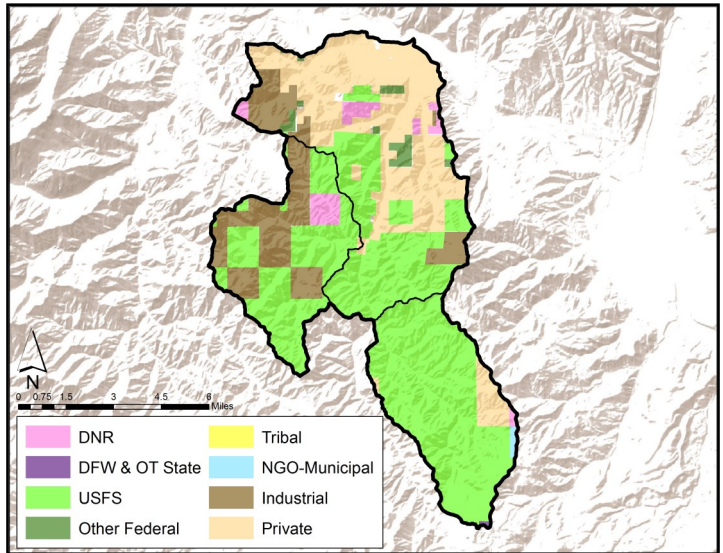 N
0 0.75 1.5 3 4.5 6
Miles
DNR
DFW & OT State
USFS
Other Federal
Tribal
NGO-Municipal
Industrial
Private